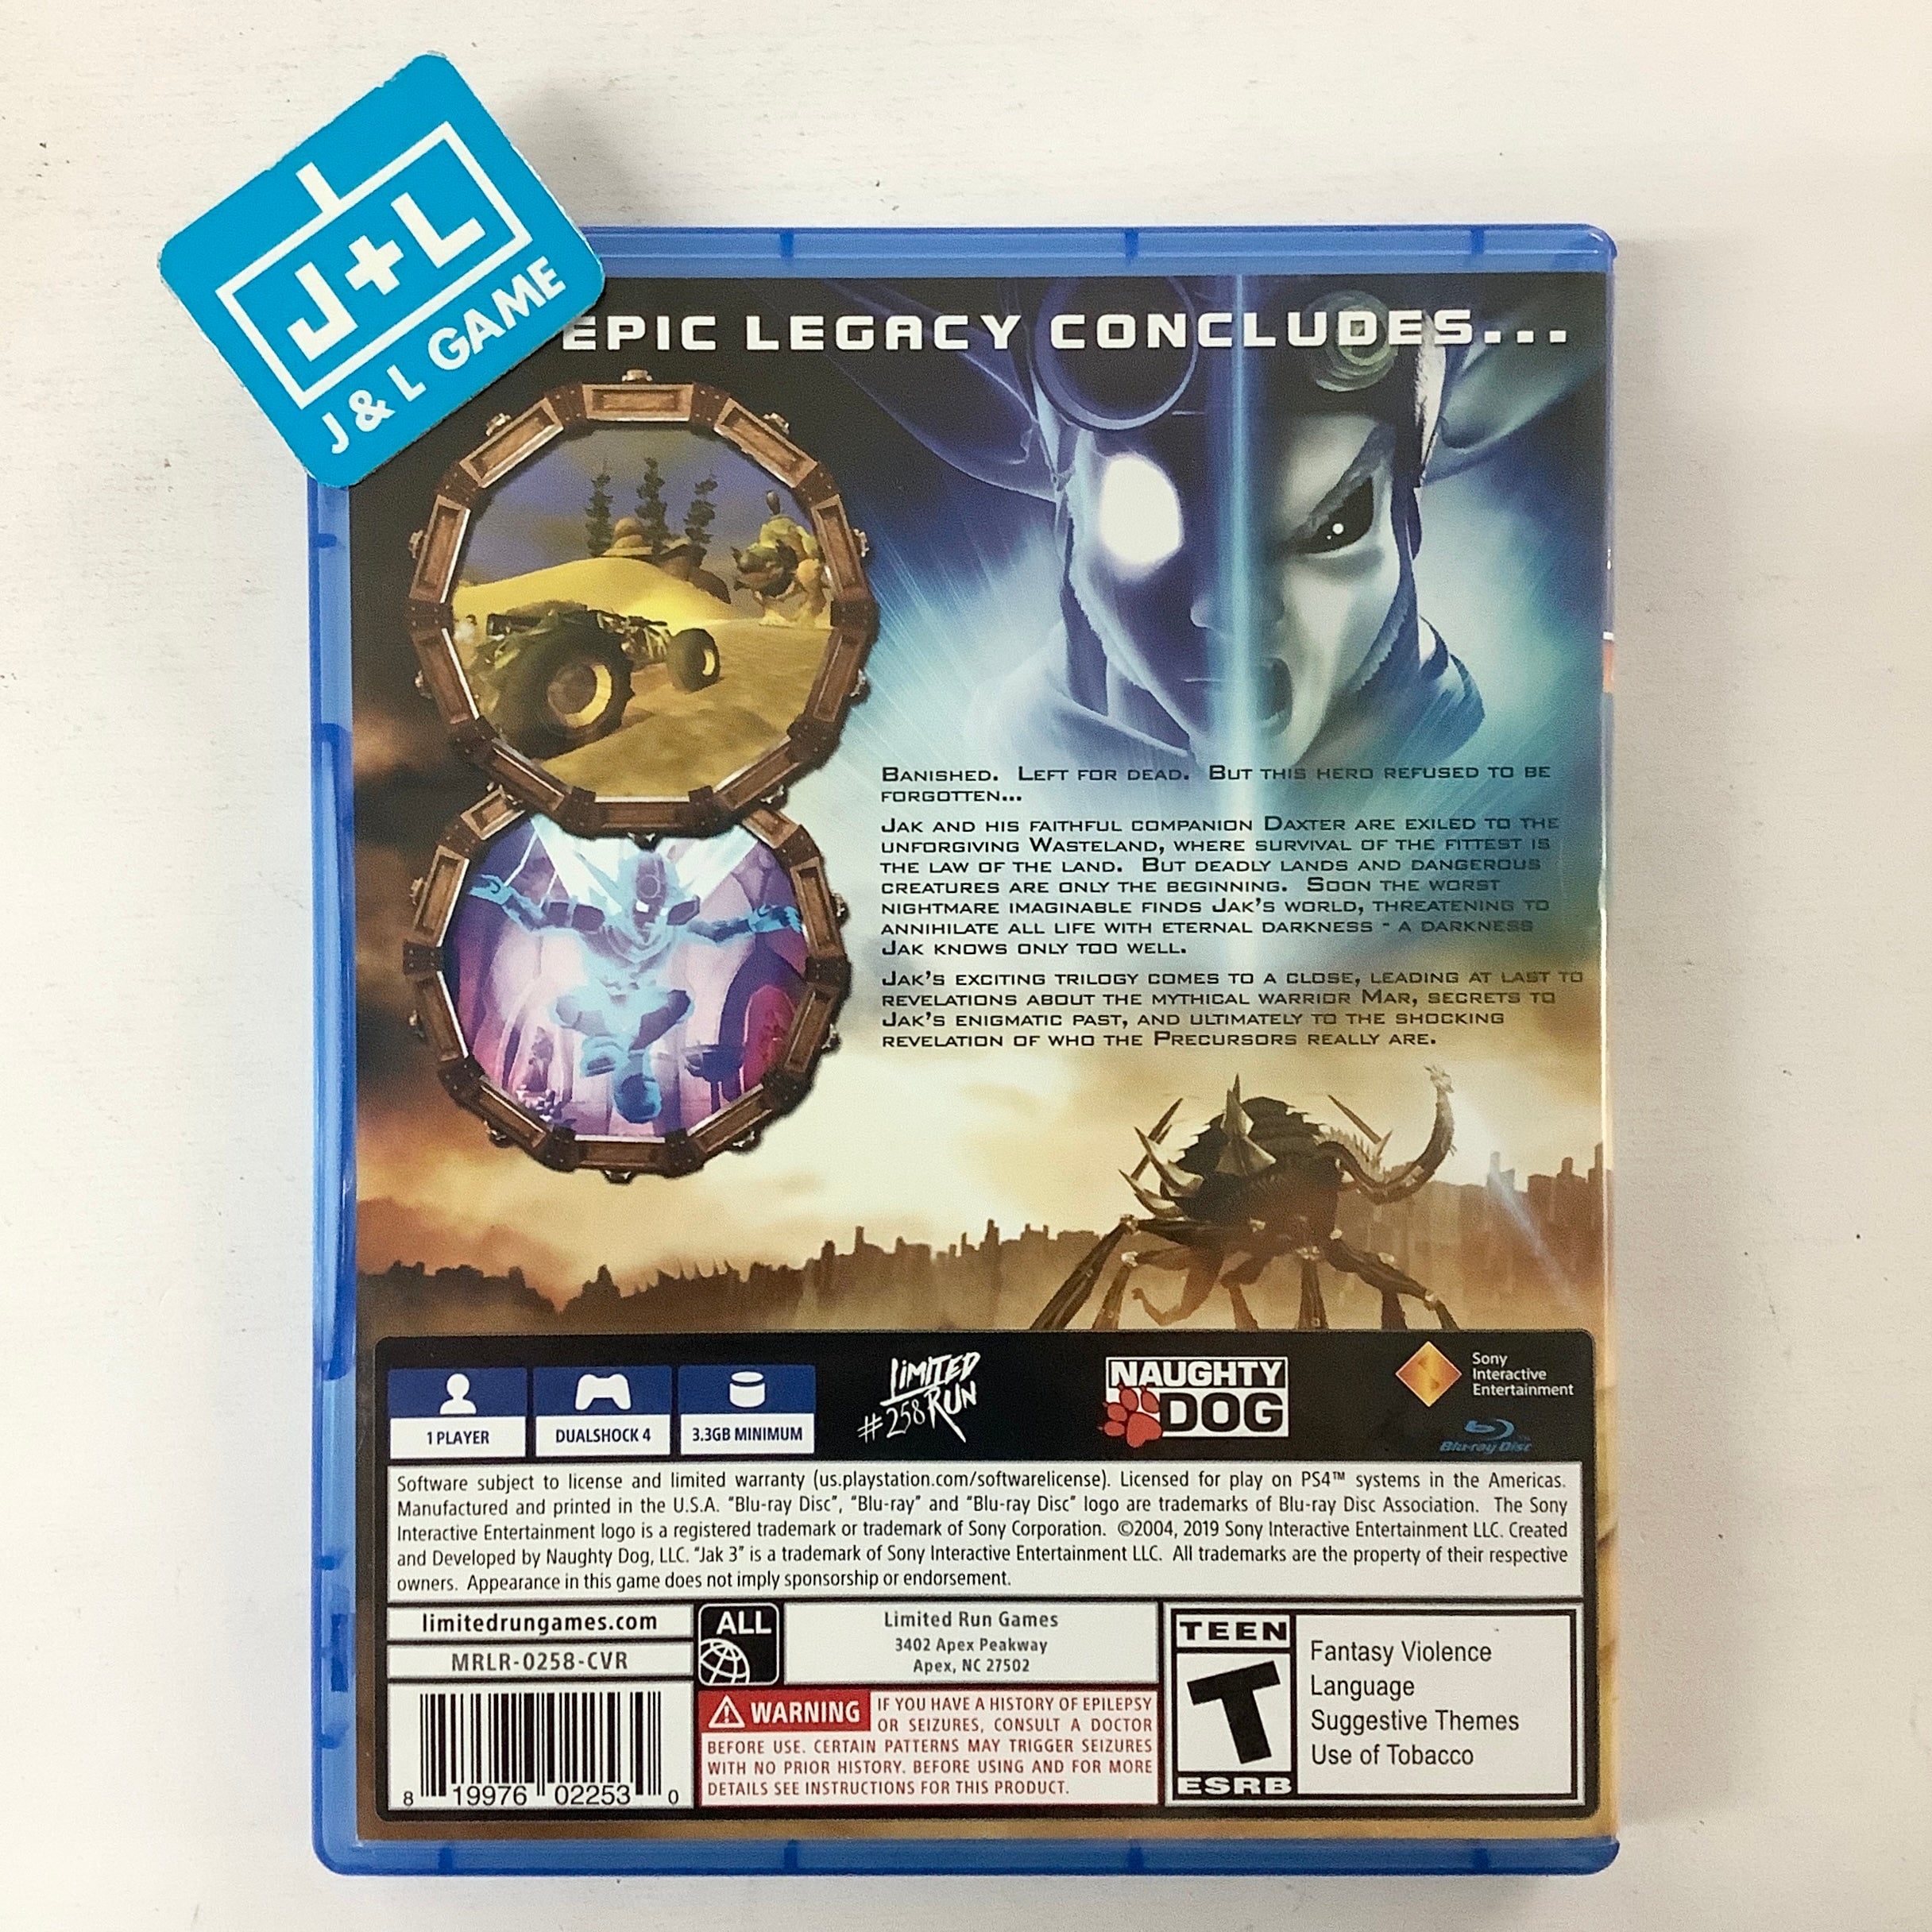 J+L
J & L GAME
EPIC LEGACY CONCLUDES...
BANISHED. LEFT FOR DEAD. BUT THIS HERO REFUSED TO BE
FORGOTTEN...
JAK AND HIS FAITHFUL COMPANION DAXTER ARE EXILED TO THE
UNFORGIVING WASTELAND, WHERE SURVIVAL OF THE FITTEST IS
THE LAW OF THE LAND. BUT DEADLY LANDS AND DANGEROUS
CREATURES ARE ONLY THE BEGINNING. SOON THE WORST
NIGHTMARE IMAGINABLE FINDS JAK'S WORLD, THREATENING TO
ANNIHILATE ALL LIFE WITH ETERNAL DARKNESS - A DARKNESS
JAK KNOWS ONLY TOO WELL.
JAK'S EXCITING TRILOGY COMES TO A CLOSE, LEADING AT LAST TO
REVELATIONS ABOUT THE MYTHICAL WARRIOR MAR, SECRETS TO
JAK'S ENIGMATIC PAST, AND ULTIMATELY TO THE SHOCKING
REVELATION OF WHO THE PRECURSORS REALLY ARE.
1 PLAYER
DUALSHOCK 4
3.3GB MINIMUM
LIMITED
RUN
#258
NAUGHTY
DOG
Sony
Interactive
Entertainment
Blu-ray Disc™
Software subject to license and limited warranty (us.playstation.com/softwarelicense). Licensed for play on PS4™ systems in the Americas.
Manufactured and printed in the U.S.A. "Blu-ray Disc", "Blu-ray" and "Blu-ray Disc" logo are trademarks of Blu-ray Disc Association. The Sony
Interactive Entertainment logo is a registered trademark or trademark of Sony Corporation. ©2004, 2019 Sony Interactive Entertainment LLC. Created
and Developed by Naughty Dog, LLC. "Jak 3" is a trademark of Sony Interactive Entertainment LLC. All trademarks are the property of their respective
owners. Appearance in this game does not imply sponsorship or endorsement.
limitedrungames.com
MRLR-0258-CVR
8 19976 02253 0
ALL
Limited Run Games
3402 Apex Peakway
Apex, NC 27502
WARNING IF YOU HAVE A HISTORY OF EPILEPSY
OR SEIZURES, CONSULT A DOCTOR
BEFORE USE. CERTAIN PATTERNS MAY TRIGGER SEIZURES
WITH NO PRIOR HISTORY. BEFORE USING AND FOR MORE
DETAILS SEE INSTRUCTIONS FOR THIS PRODUCT.
TEEN
T
ESRB
Fantasy Violence
Language
Suggestive Themes
Use of Tobacco